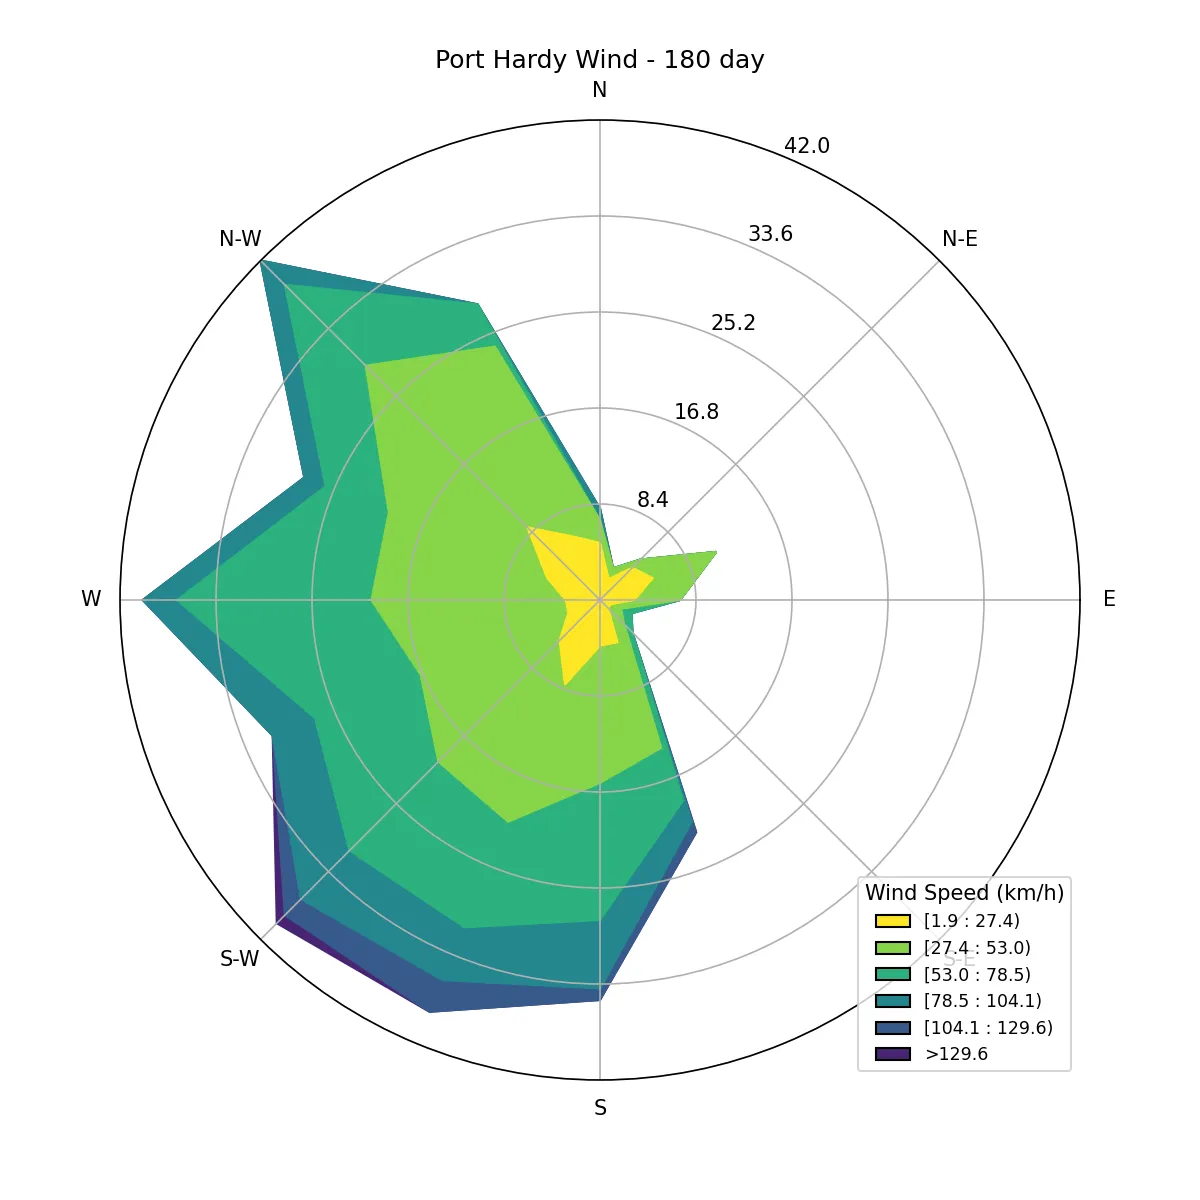 Port Hardy Wind - 180 day
N
42.0
33.6
N-W
N-E
25.2
16.8
8.4
W
E
S-W
S-E
S
Wind Speed (km/h)
[1.9 : 27.4)
[27.4 : 53.0)
[53.0 : 78.5)
[78.5 : 104.1)
[104.1 : 129.6)
>129.6